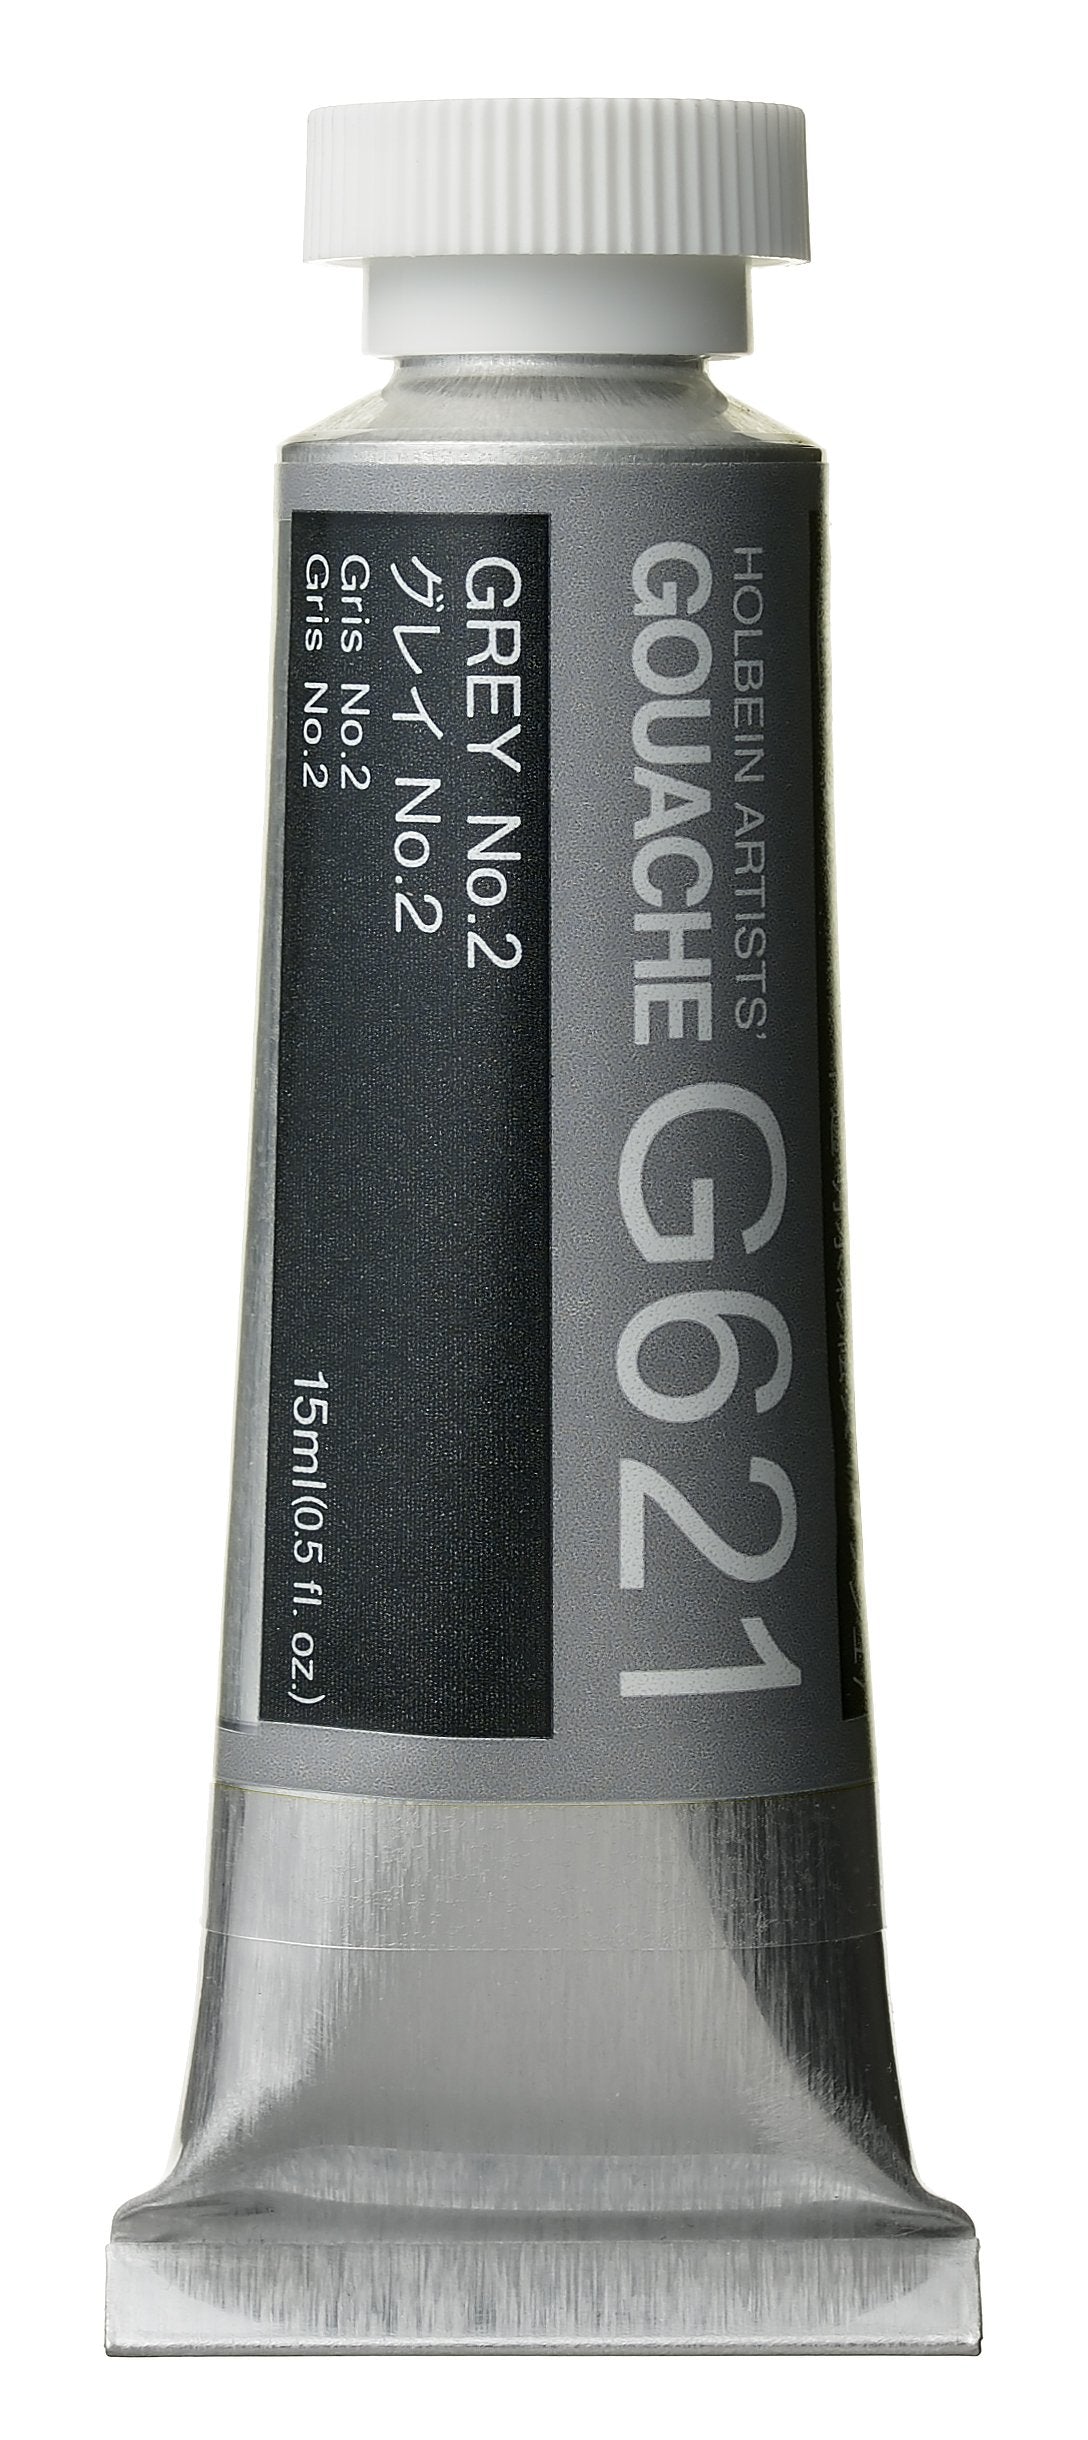 HOLBEIN ARTISTS'
GOUACHE G621
GREY No.2
グレイ No.2
Gris No.2
Gris No.2
15ml(0.5 fl. oz.)